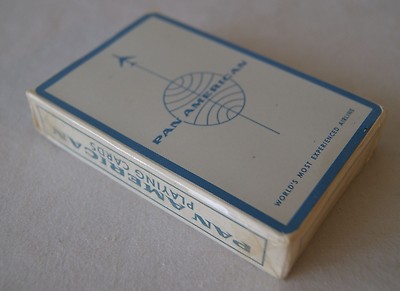 PAN AMERICAN
WORLD'S MOST EXPERIENCED AIRLINE
PAN AMERICAN
PLAYING CARDS